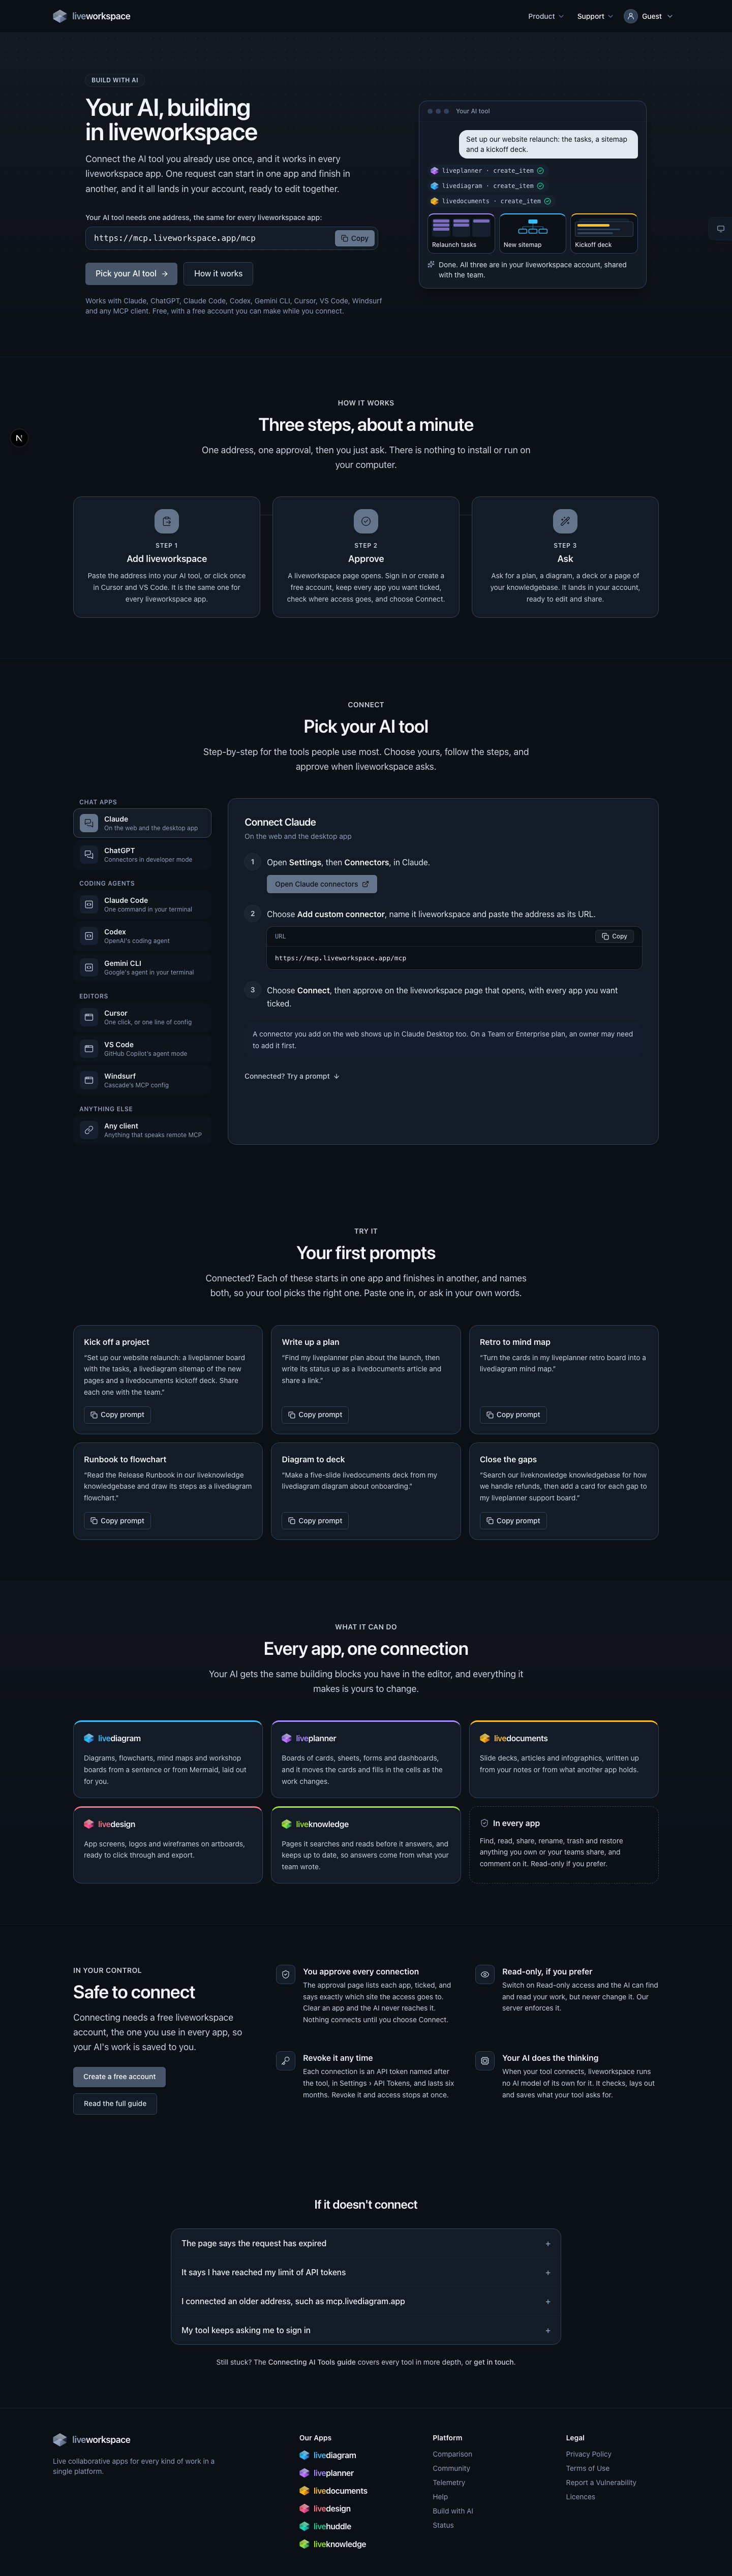 liveworkspace
Product
Support
Guest
BUILD WITH AI
Your AI, building
in liveworkspace
Connect the AI tool you already use once, and it works in every
liveworkspace app. One request can start in one app and finish in
another, and it all lands in your account, ready to edit together.
Your AI tool needs one address, the same for every liveworkspace app:
https://mcp.liveworkspace.app/mcp
Copy
Pick your AI tool →
How it works
Works with Claude, ChatGPT, Claude Code, Codex, Gemini CLI, Cursor, VS Code, Windsurf
and any MCP client. Free, with a free account you can make while you connect.
Your AI tool
Set up our website relaunch: the tasks, a sitemap
and a kickoff deck.
liveplanner · create_item
livediagram · create_item
livedocuments · create_item
Relaunch tasks
New sitemap
Kickoff deck
Done. All three are in your liveworkspace account, shared
with the team.
N
HOW IT WORKS
Three steps, about a minute
One address, one approval, then you just ask. There is nothing to install or run on
your computer.
STEP 1
Add liveworkspace
Paste the address into your AI tool, or click once
in Cursor and VS Code. It is the same one for
every liveworkspace app.
STEP 2
Approve
A liveworkspace page opens. Sign in or create a
free account, keep every app you want ticked,
check where access goes, and choose Connect.
STEP 3
Ask
Ask for a plan, a diagram, a deck or a page of
your knowledgebase. It lands in your account,
ready to edit and share.
CONNECT
Pick your AI tool
Step-by-step for the tools people use most. Choose yours, follow the steps, and
approve when liveworkspace asks.
CHAT APPS
Claude
On the web and the desktop app
ChatGPT
Connectors in developer mode
CODING AGENTS
Claude Code
One command in your terminal
Codex
OpenAI's coding agent
Gemini CLI
Google's agent in your terminal
EDITORS
Cursor
One click, or one line of config
VS Code
GitHub Copilot's agent mode
Windsurf
Cascade's MCP config
ANYTHING ELSE
Any client
Anything that speaks remote MCP
Connect Claude
On the web and the desktop app
1
Open Settings, then Connectors, in Claude.
Open Claude connectors
2
Choose Add custom connector, name it liveworkspace and paste the address as its URL.
URL
Copy
https://mcp.liveworkspace.app/mcp
3
Choose Connect, then approve on the liveworkspace page that opens, with every app you want
ticked.
A connector you add on the web shows up in Claude Desktop too. On a Team or Enterprise plan, an owner may need
to add it first.
Connected? Try a prompt ↓
TRY IT
Your first prompts
Connected? Each of these starts in one app and finishes in another, and names
both, so your tool picks the right one. Paste one in, or ask in your own words.
Kick off a project
"Set up our website relaunch: a liveplanner board
with the tasks, a livediagram sitemap of the new
pages and a livedocuments kickoff deck. Share
each one with the team."
Copy prompt
Write up a plan
"Find my liveplanner plan about the launch, then
write its status up as a livedocuments article and
share a link."
Copy prompt
Retro to mind map
"Turn the cards in my liveplanner retro board into a
livediagram mind map."
Copy prompt
Runbook to flowchart
"Read the Release Runbook in our liveknowledge
knowledgebase and draw its steps as a livediagram
flowchart."
Copy prompt
Diagram to deck
"Make a five-slide livedocuments deck from my
livediagram diagram about onboarding."
Copy prompt
Close the gaps
"Search our liveknowledge knowledgebase for how
we handle refunds, then add a card for each gap to
my liveplanner support board."
Copy prompt
WHAT IT CAN DO
Every app, one connection
Your AI gets the same building blocks you have in the editor, and everything it
makes is yours to change.
livediagram
Diagrams, flowcharts, mind maps and workshop
boards from a sentence or from Mermaid, laid out
for you.
liveplanner
Boards of cards, sheets, forms and dashboards,
and it moves the cards and fills in the cells as the
work changes.
livedocuments
Slide decks, articles and infographics, written up
from your notes or from what another app holds.
livedesign
App screens, logos and wireframes on artboards,
ready to click through and export.
liveknowledge
Pages it searches and reads before it answers, and
keeps up to date, so answers come from what your
team wrote.
In every app
Find, read, share, rename, trash and restore
anything you own or your teams share, and
comment on it. Read-only if you prefer.
IN YOUR CONTROL
Safe to connect
Connecting needs a free liveworkspace
account, the one you use in every app, so
your AI's work is saved to you.
Create a free account
Read the full guide
You approve every connection
The approval page lists each app, ticked, and
says exactly which site the access goes to.
Clear an app and the AI never reaches it.
Nothing connects until you choose Connect.
Read-only, if you prefer
Switch on Read-only access and the AI can find
and read your work, but never change it. Our
server enforces it.
Revoke it any time
Each connection is an API token named after
the tool, in Settings › API Tokens, and lasts six
months. Revoke it and access stops at once.
Your AI does the thinking
When your tool connects, liveworkspace runs
no AI model of its own for it. It checks, lays out
and saves what your tool asks for.
If it doesn't connect
The page says the request has expired
+
It says I have reached my limit of API tokens
+
I connected an older address, such as mcp.livediagram.app
+
My tool keeps asking me to sign in
+
Still stuck? The Connecting AI Tools guide covers every tool in more depth, or get in touch.
liveworkspace
Live collaborative apps for every kind of work in a
single platform.
Our Apps
livediagram
liveplanner
livedocuments
livedesign
livehuddle
liveknowledge
Platform
Comparison
Community
Telemetry
Help
Build with AI
Status
Legal
Privacy Policy
Terms of Use
Report a Vulnerability
Licences